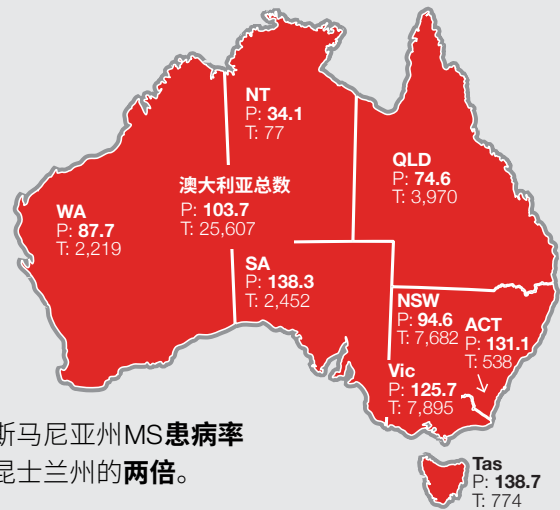 NT
P: 34.1
T: 77
QLD
P: 74.6
T: 3,970
澳大利亚总数
P: 103.7
T: 25,607
WA
P: 87.7
T: 2,219
SA
P: 138.3
T: 2,452
NSW
P: 94.6
T: 7,682
ACT
P: 131.1
T: 538
Vic
P: 125.7
T: 7,895
斯马尼亚州MS患病率
昆士兰州的两倍。
Tas
P: 138.7
T: 774